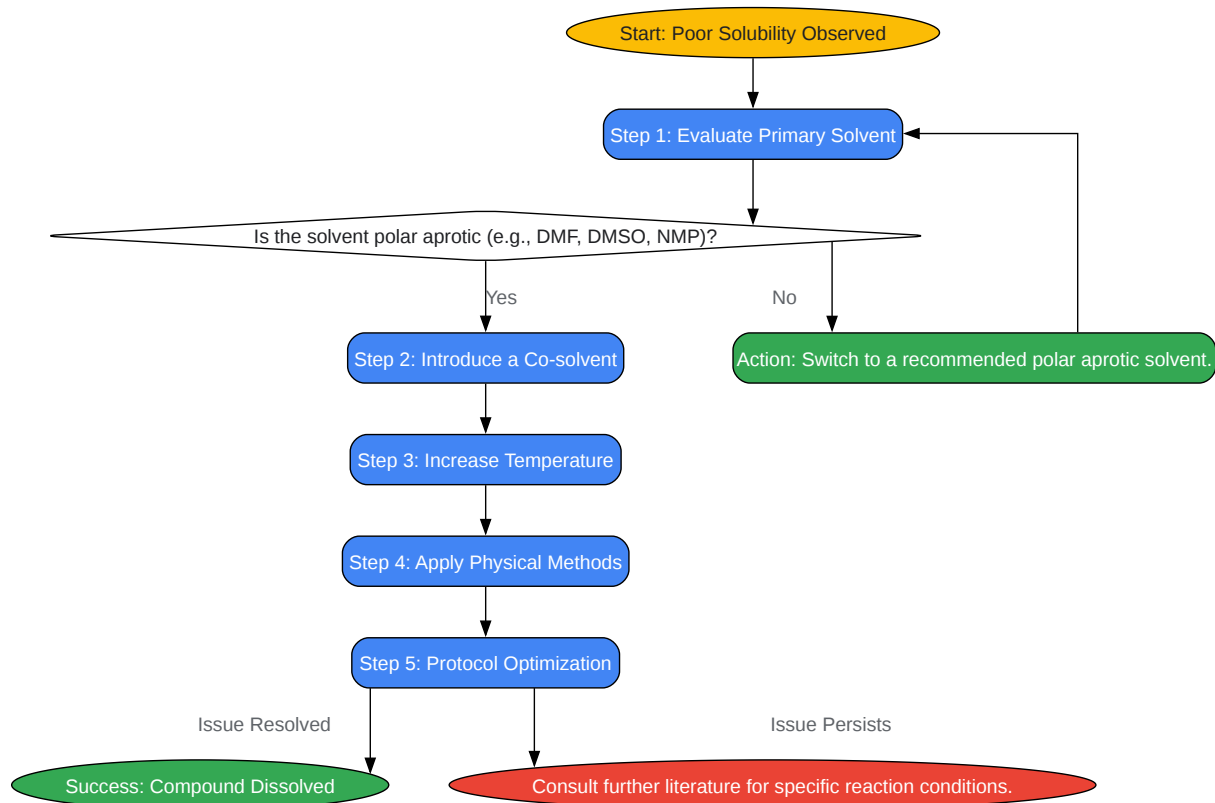 Start: Poor Solubility Observed
Step 1: Evaluate Primary Solvent
Is the solvent polar aprotic (e.g., DMF, DMSO, NMP)?
Yes
No
Step 2: Introduce a Co-solvent
Action: Switch to a recommended polar aprotic solvent.
Step 3: Increase Temperature
Step 4: Apply Physical Methods
Step 5: Protocol Optimization
Issue Resolved
Issue Persists
Success: Compound Dissolved
Consult further literature for specific reaction conditions.